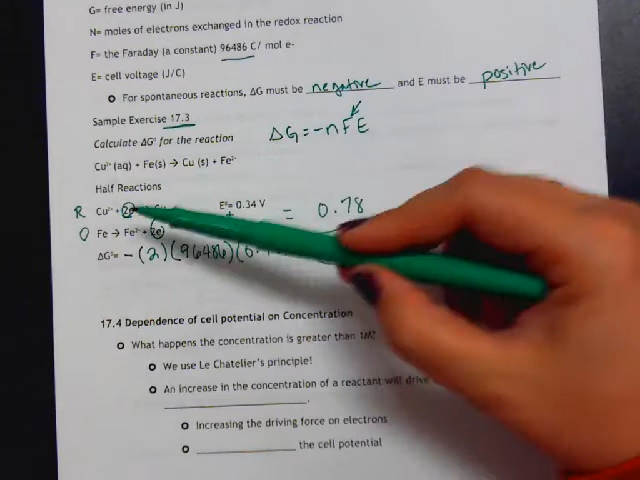 G= free energy (in J)
N= moles of electrons exchanged in the redox reaction
F= the Faraday (a constant) 96486 C/ mol e-
E= cell voltage (J/C)
For spontaneous reactions, ΔG must be negative and E must be positive
Sample Exercise 17.3
Calculate ΔG° for the reaction
ΔG = -nFE
Cu²⁺ (aq) + Fe(s) → Cu (s) + Fe²⁺
Half Reactions
R Cu²⁺ + 2e E°= 0.34 V = 0.78
O Fe → Fe²⁺ + 2e
ΔG°= -(2)(96486)(0.
17.4 Dependence of cell potential on Concentration
What happens the concentration is greater than 1M?
We use Le Chatelier's principle!
An increase in the concentration of a reactant will drive
Increasing the driving force on electrons
the cell potential